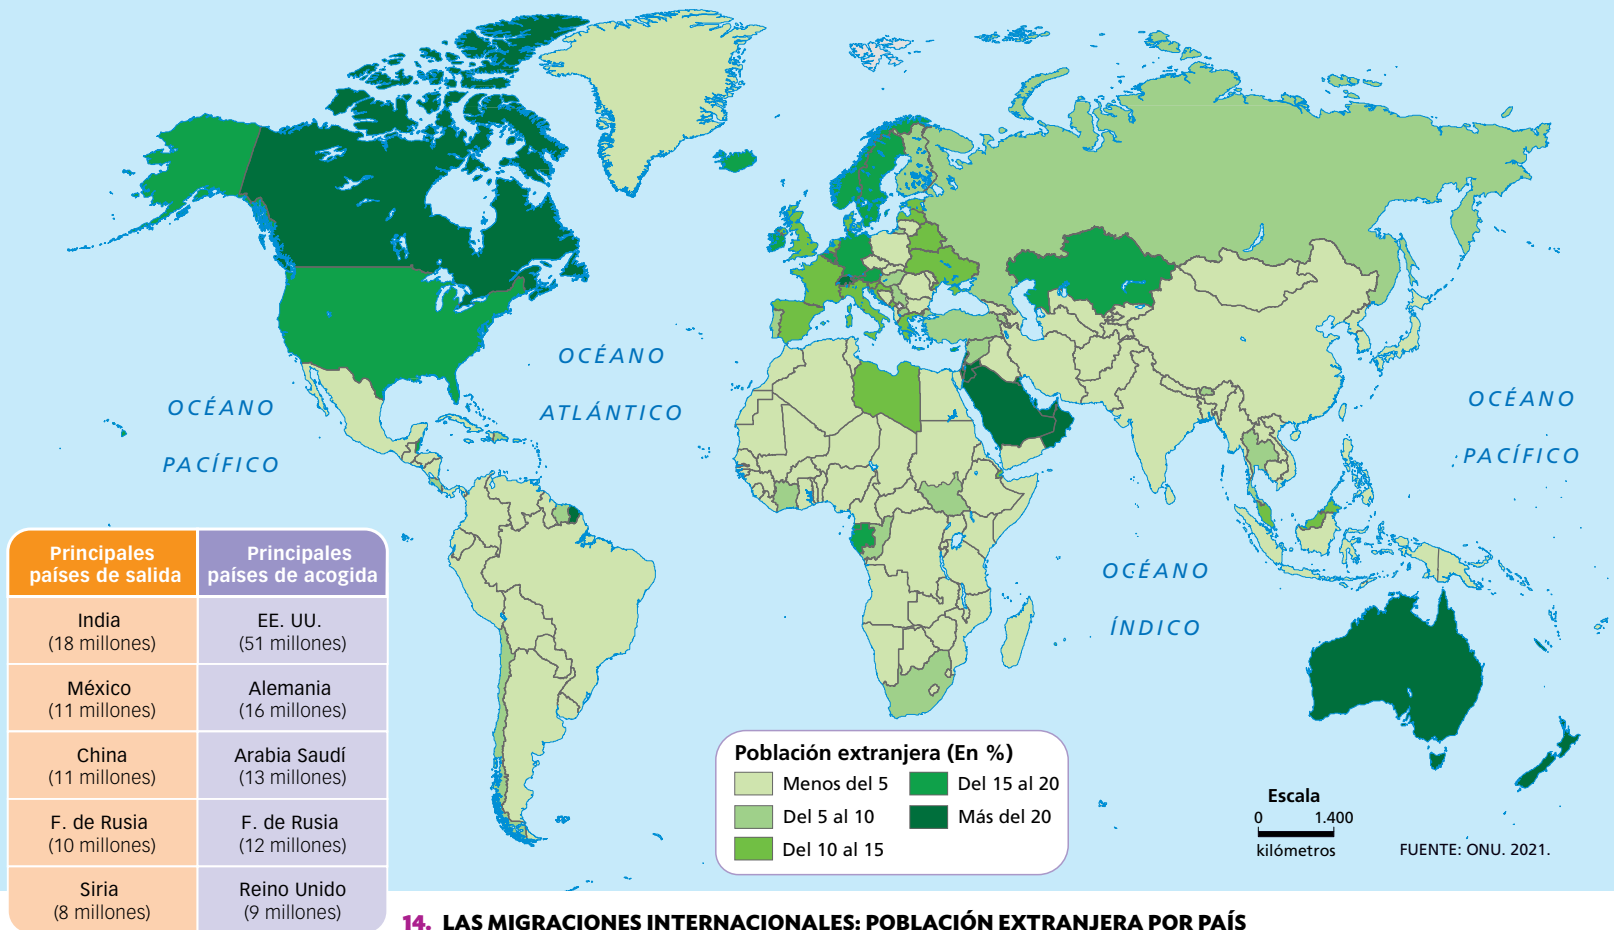 OCÉANO
ATLÁNTICO
OCÉANO
PACÍFICO
OCÉANO
PACÍFICO
OCÉANO
ÍNDICO
Principales
países de salida
Principales
países de acogida
India
(18 millones)
EE. UU.
(51 millones)
México
(11 millones)
Alemania
(16 millones)
China
(11 millones)
Arabia Saudí
(13 millones)
F. de Rusia
(10 millones)
F. de Rusia
(12 millones)
Siria
(8 millones)
Reino Unido
(9 millones)
Población extranjera (En %)
Menos del 5
Del 15 al 20
Del 5 al 10
Más del 20
Del 10 al 15
Escala
0 1.400
kilómetros
FUENTE: ONU. 2021.
14. LAS MIGRACIONES INTERNACIONALES: POBLACIÓN EXTRANJERA POR PAÍS